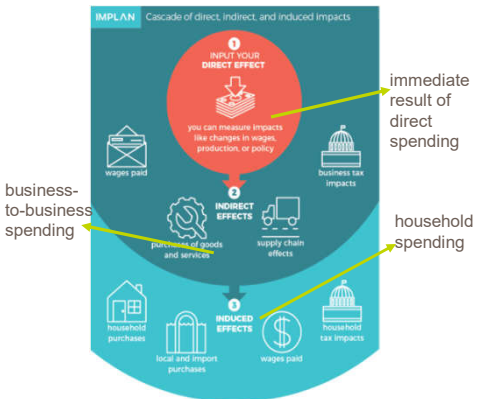 IMPLAN Cascade of direct, indirect, and induced impacts
1
INPUT YOUR
DIRECT EFFECT
you can measure impacts
like changes in wages,
production, or policy
immediate
result of
direct
spending
wages paid
business tax
impacts
2
INDIRECT
EFFECTS
business-
to-business
spending
purchases of goods
and services
supply chain
effects
household
spending
3
INDUCED
EFFECTS
household
purchases
local and import
purchases
wages paid
household
tax impacts